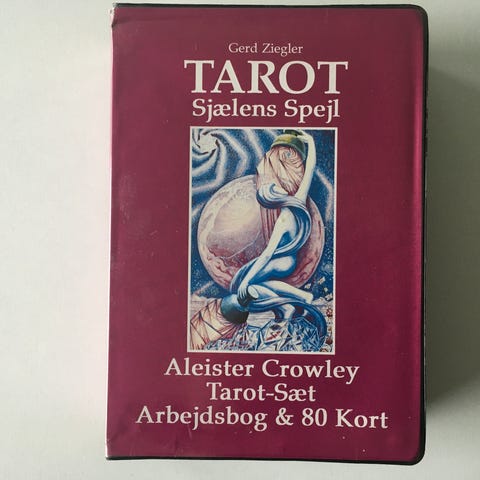 Gerd Ziegler
TAROT
Sjælens Spejl
Aleister Crowley
Tarot-Sæt
Arbejdsbog & 80 Kort